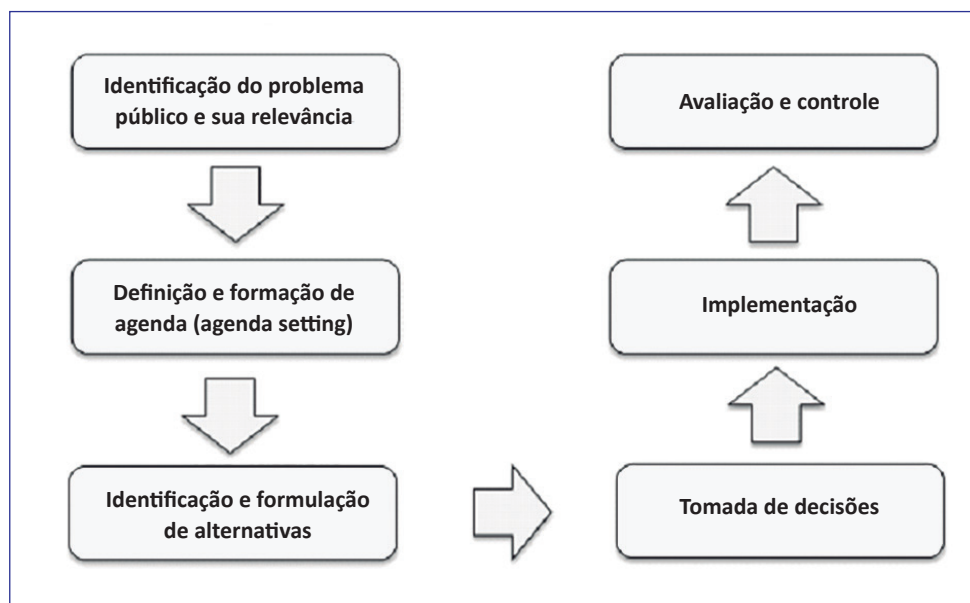 Identificação do problema
público e sua relevância
Definição e formação de
agenda (agenda setting)
Identificação e formulação
de alternativas
Tomada de decisões
Implementação
Avaliação e controle